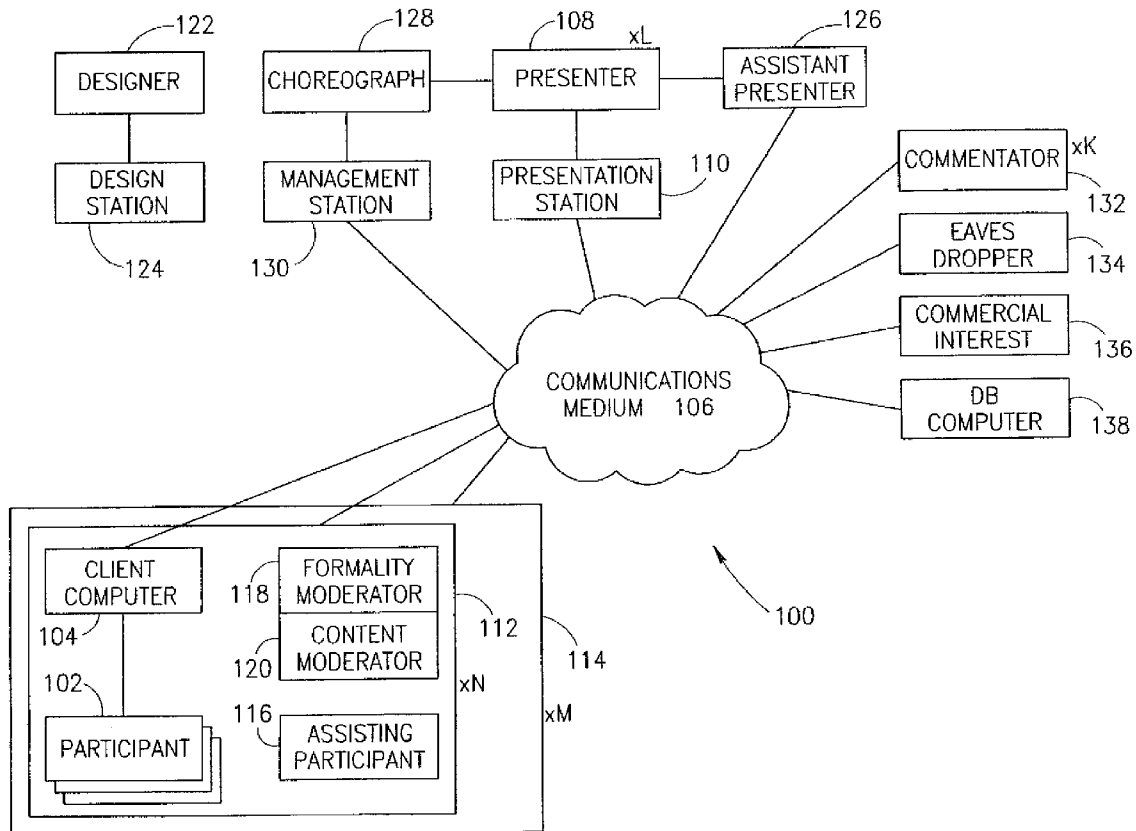 122
128
108
xL
126
DESIGNER
CHOREOGRAPH
PRESENTER
ASSISTANT
PRESENTER
DESIGN
STATION
MANAGEMENT
STATION
PRESENTATION
STATION
110
COMMENTATOR
xK
132
124
130
EAVES
DROPPER
134
COMMERCIAL
INTEREST
136
COMMUNICATIONS
MEDIUM 106
DB
COMPUTER
138
CLIENT
COMPUTER
104
118
FORMALITY
MODERATOR
112
114
100
120
CONTENT
MODERATOR
xN
xM
102
PARTICIPANT
116
ASSISTING
PARTICIPANT